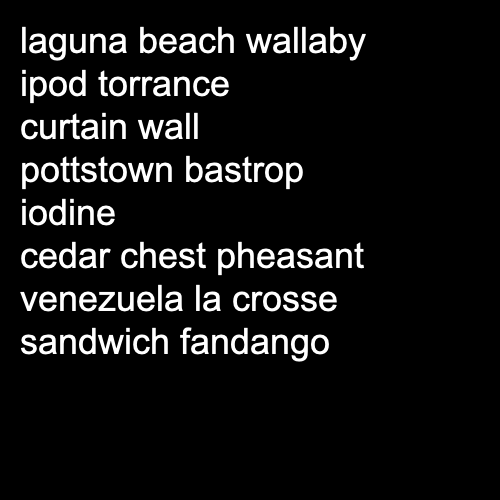 laguna beach wallaby
ipod torrance
curtain wall
pottstown bastrop
iodine
cedar chest pheasant
venezuela la crosse
sandwich fandango